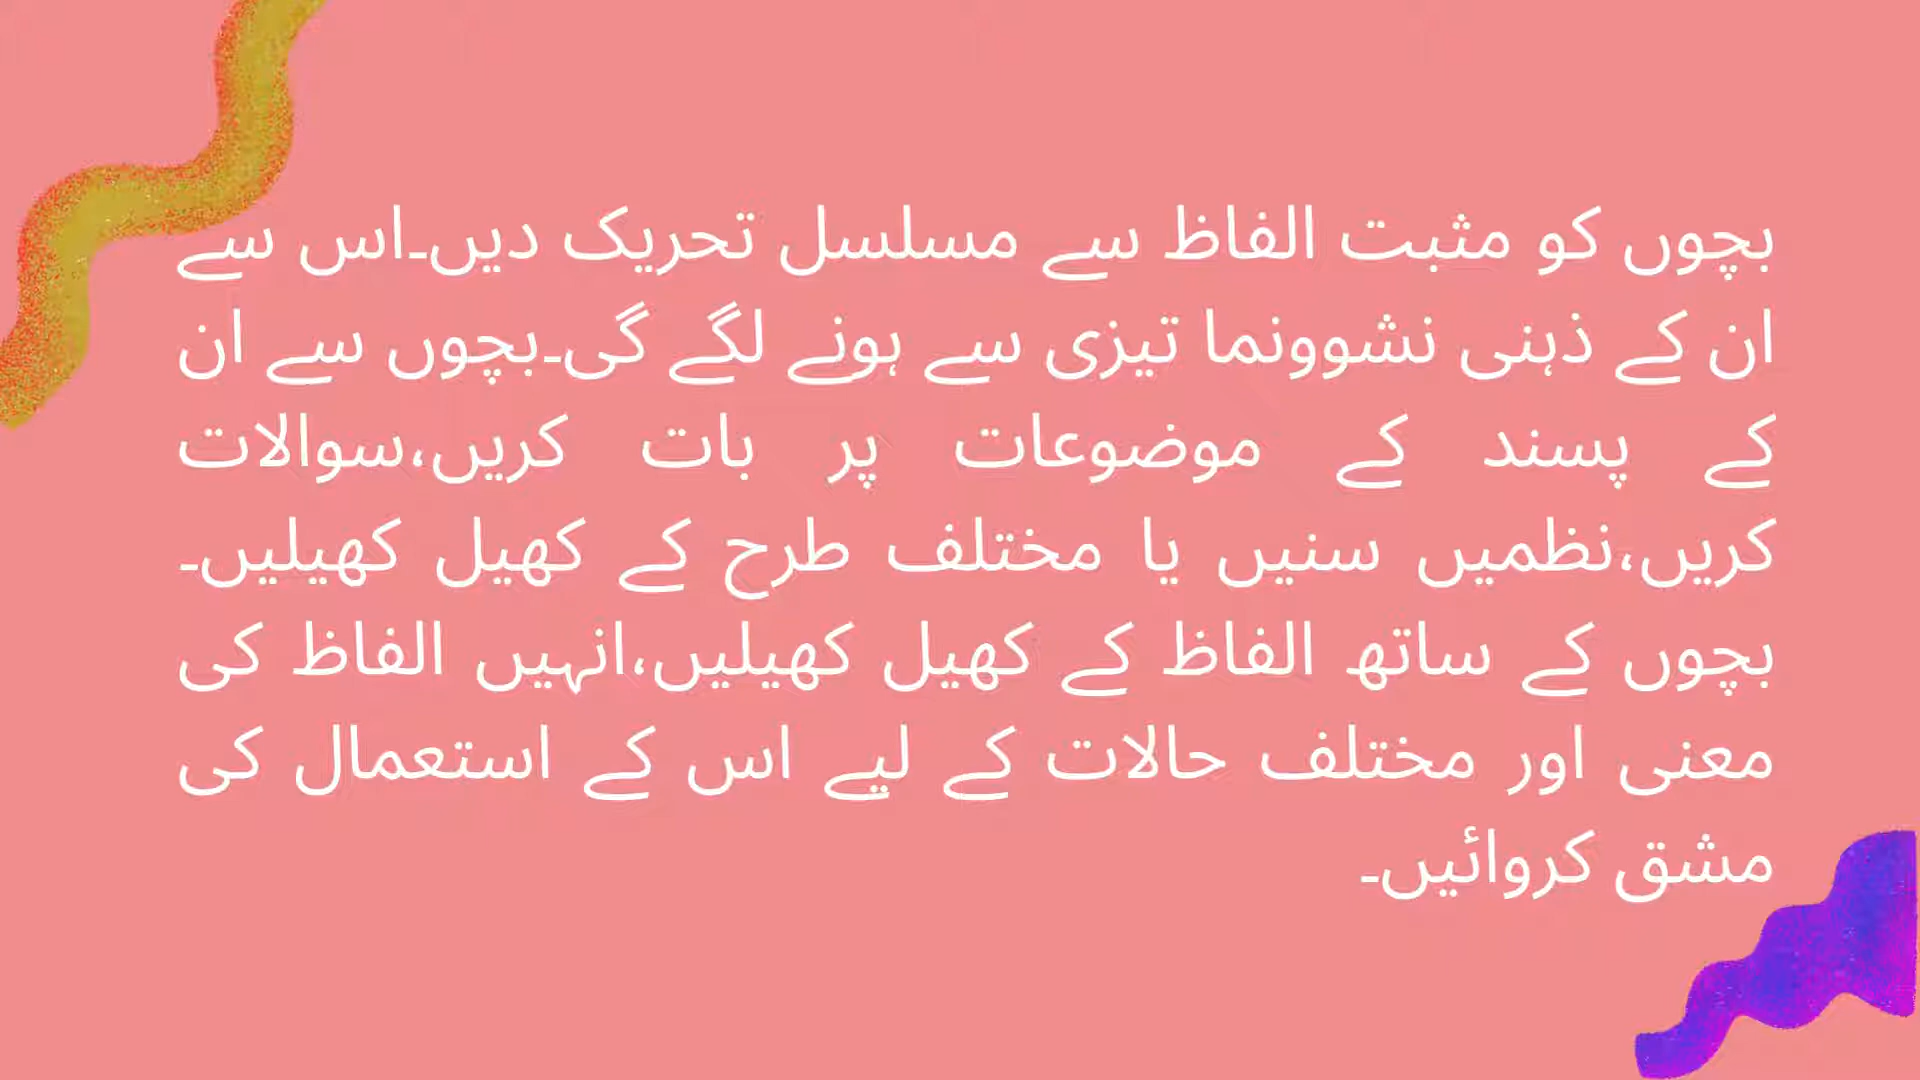 بچوں کو مثبت الفاظ سے مسلسل تحریک دیں۔اس سے
ان کے ذہنی نشوونما تیزی سے ہونے لگے گی۔بچوں سے ان
کے پسند کے موضوعات پر بات کریں،سوالات
کریں،نظمیں سنیں یا مختلف طرح کے کھیل کھیلیں۔
بچوں کے ساتھ الفاظ کے کھیل کھیلیں،انہیں الفاظ کی
معنی اور مختلف حالات کے لیے اس کے استعمال کی
مشق کروائیں۔